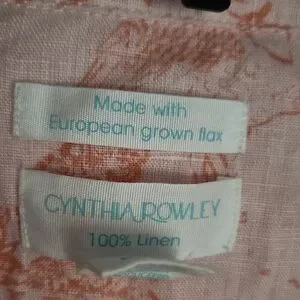 Made with
European grown flax
CYNTHIA ROWLEY
100% Linen